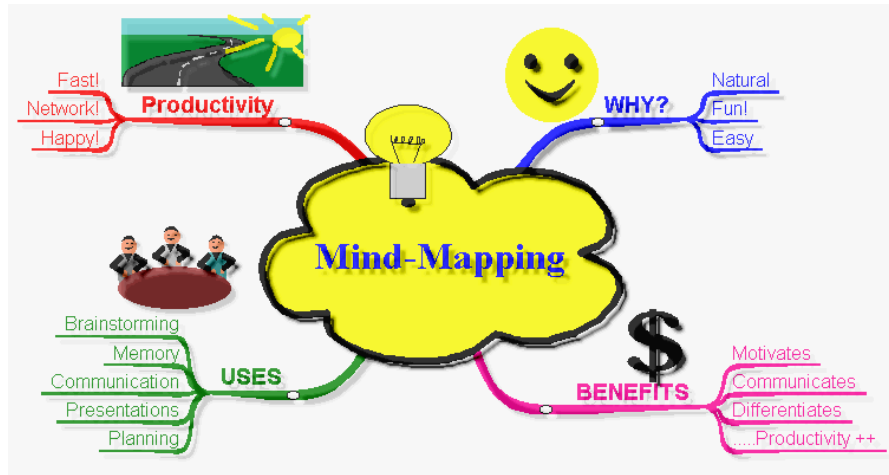 Productivity
Fast!
Network!
Happy!
WHY?
Natural
Fun!
Easy
Mind-Mapping
USES
Brainstorming
Memory
Communication
Presentations
Planning
BENEFITS
Motivates
Communicates
Differentiates
.....Productivity ++
$